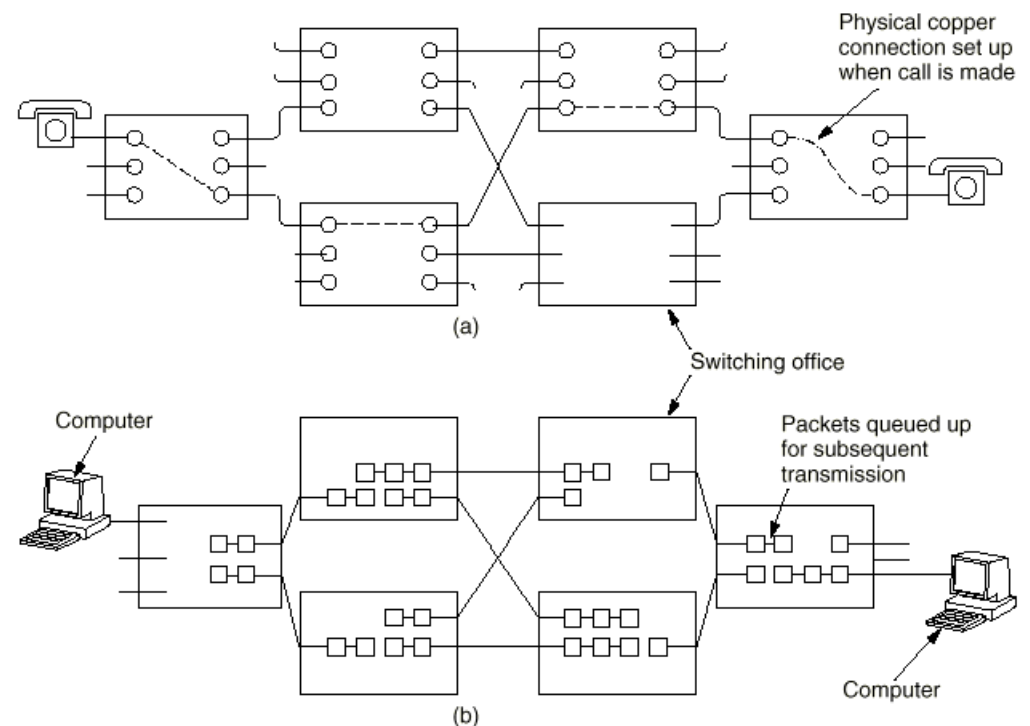 Physical copper
connection set up
when call is made
(a)
Switching office
Computer
Packets queued up
for subsequent
transmission
Computer
(b)